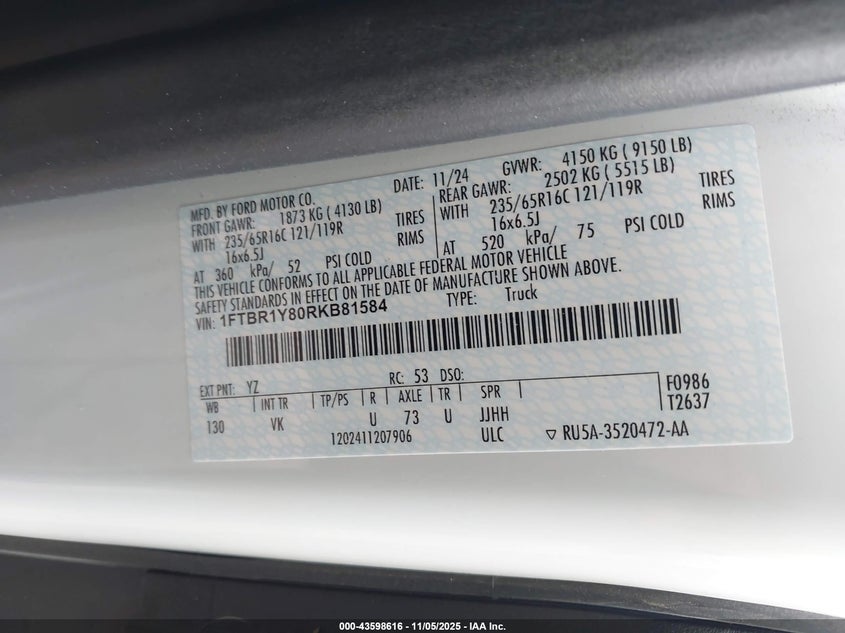 MFD. BY FORD MOTOR CO. DATE: 11/24 GVWR: 4150 KG ( 9150 LB)
FRONT GAWR: 1873 KG ( 4130 LB) REAR GAWR: 2502 KG ( 5515 LB)
WITH 235/65R16C 121/119R TIRES WITH 235/65R16C 121/119R TIRES
16x6.5J RIMS 16x6.5J RIMS
AT 360 kPa/ 52 PSI COLD AT 520 kPa/ 75 PSI COLD
THIS VEHICLE CONFORMS TO ALL APPLICABLE FEDERAL MOTOR VEHICLE
SAFETY STANDARDS IN EFFECT ON THE DATE OF MANUFACTURE SHOWN ABOVE.
VIN: 1FTBR1Y80RKB81584 TYPE: Truck
EXT PNT: YZ RC: 53 DSO:
WB INT TR TP/PS R AXLE TR SPR F0986
130 VK U 73 U JJHH T2637
1202411207906 ULC ▽ RU5A-3520472-AA
000-43598616 - 11/05/2025 - IAA Inc.